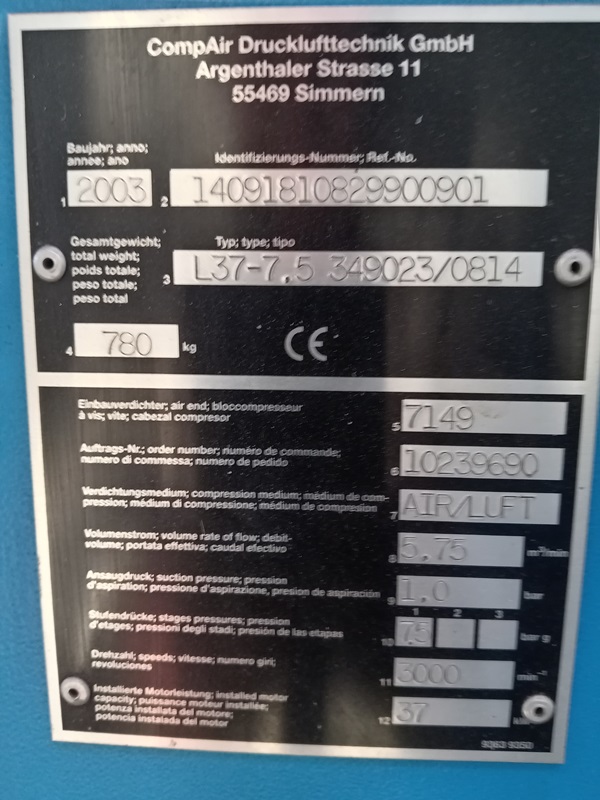 CompAir Drucklufttechnik GmbH
Argenthaler Strasse 11
55469 Simmern
Baujahr; anno;
annee; ano
Identifizierungs-Nummer; Ref.-No.
1 2003 2 14091810829900901
Gesamtgewicht;
total weight;
poids totale;
peso totale;
peso total
Typ; type; tipo
3 L37-7,5 349023/0814
4 780 kg
CE
Einbauverdichter; air end; bloccompresseur
à vis; vite; cabezal compresor
5 7149
Auftrags-Nr.; order number; numéro de commande;
numero di commessa; numero de pedido
6 10239690
Verdichtungsmedium; compression medium; médium de com-
pression; médium di compressione; médium de compresion
7 AIR/LUFT
Volumenstrom; volume rate of flow; debit-
volume; portata effettiva; caudal efectivo
8 5,75 m³/min
Ansaugdruck; suction pressure; pression
d'aspiration; pressione d'aspirazione, presion de aspiración
9 1,0 bar
1 2 3
Stufendrücke; stages pressures; pression
d'etages; pressioni degli stadi; presión de las etapas
10 7,5 bar g
Drehzahl; speeds; vitesse; numero giri;
revoluciones
11 3000 min⁻¹
Installierte Motorleistung; installed motor
capacity; puissance moteur installée;
potenza installata del motore;
potencia instalada del motor
12 37 kW
9363 9350